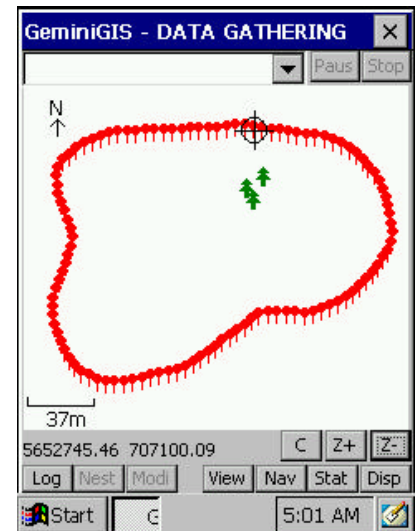 GeminiGIS - DATA GATHERING
Paus Stop
N
37m
5652745.46 707100.09 C Z+ Z-
Log Nest Modi View Nav Stat Disp
Start G 5:01 AM